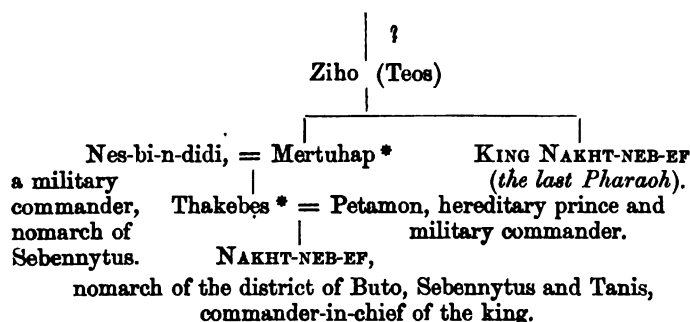 ?
Ziho (Teos)
Nes-bi-n-didi, = Mertuhap * KING NAKHT-NEB-EF
a military (the last Pharaoh).
commander, Thakebes * = Petamon, hereditary prince and
nomarch of military commander.
Sebennytus. NAKHT-NEB-EF,
nomarch of the district of Buto, Sebennytus and Tanis,
commander-in-chief of the king.